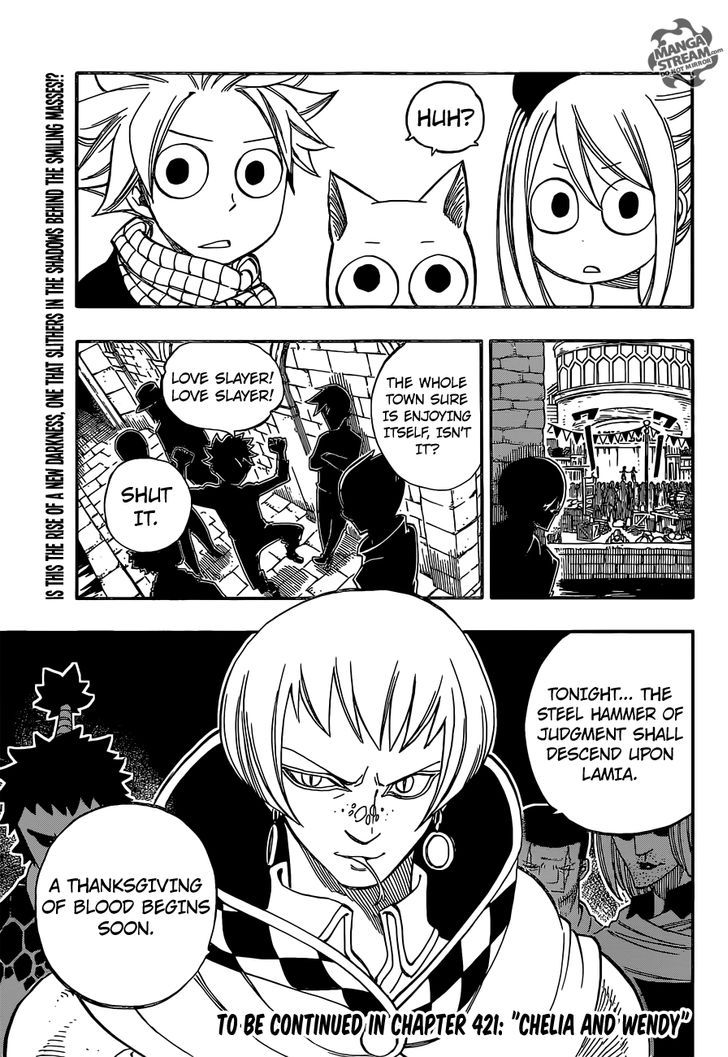 MANGA
STREAM.com
DO NOT MIRROR
IS THIS THE RISE OF A NEW DARKNESS, ONE THAT SLITHERS IN THE SHADOWS BEHIND THE SMILING MASSES!?
HUH?
THE WHOLE
TOWN SURE
IS ENJOYING
ITSELF, ISN'T
IT?
LOVE SLAYER!
LOVE SLAYER!
SHUT
IT.
TONIGHT... THE
STEEL HAMMER OF
JUDGMENT SHALL
DESCEND UPON
LAMIA.
A THANKSGIVING
OF BLOOD BEGINS
SOON.
TO BE CONTINUED IN CHAPTER 421: "CHELIA AND WENDY"